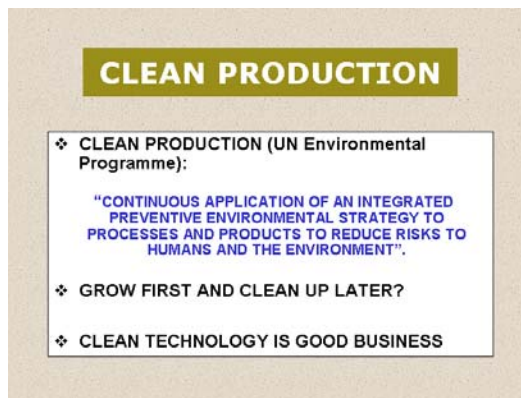 CLEAN PRODUCTION
❖ CLEAN PRODUCTION (UN Environmental
Programme):
“CONTINUOUS APPLICATION OF AN INTEGRATED
PREVENTIVE ENVIRONMENTAL STRATEGY TO
PROCESSES AND PRODUCTS TO REDUCE RISKS TO
HUMANS AND THE ENVIRONMENT”.
❖ GROW FIRST AND CLEAN UP LATER?
❖ CLEAN TECHNOLOGY IS GOOD BUSINESS